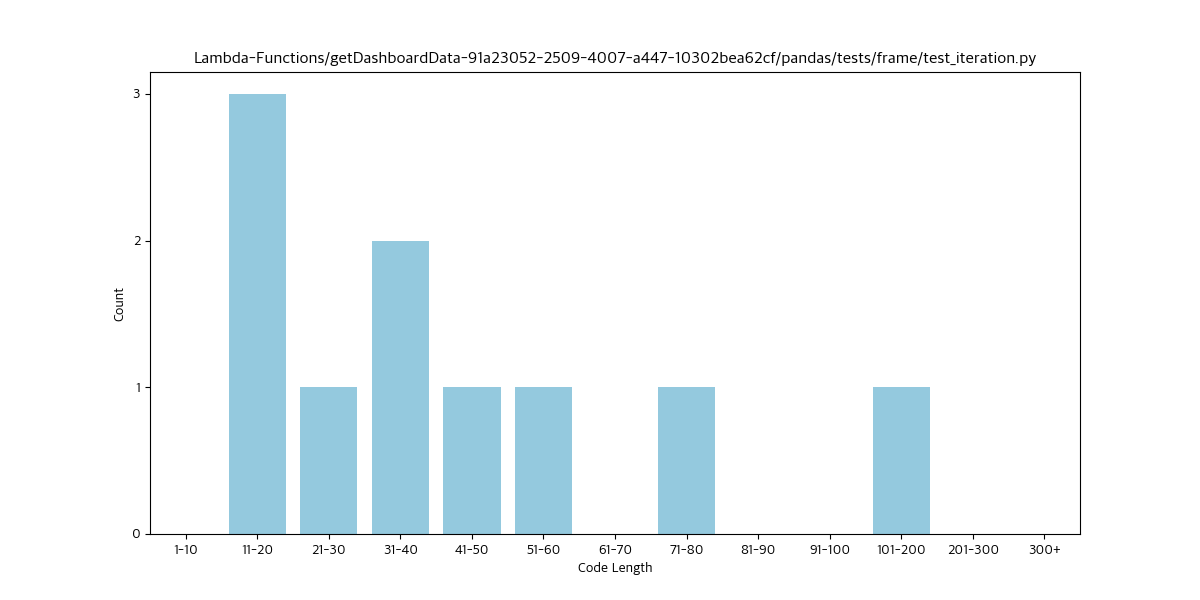 Lambda-Functions/getDashboardData-91a23052-2509-4007-a447-10302bea62cf/pandas/tests/frame/test_iteration.py
3
2
1
0
Count
1-10 11-20 21-30 31-40 41-50 51-60 61-70 71-80 81-90 91-100 101-200 201-300 300+
Code Length